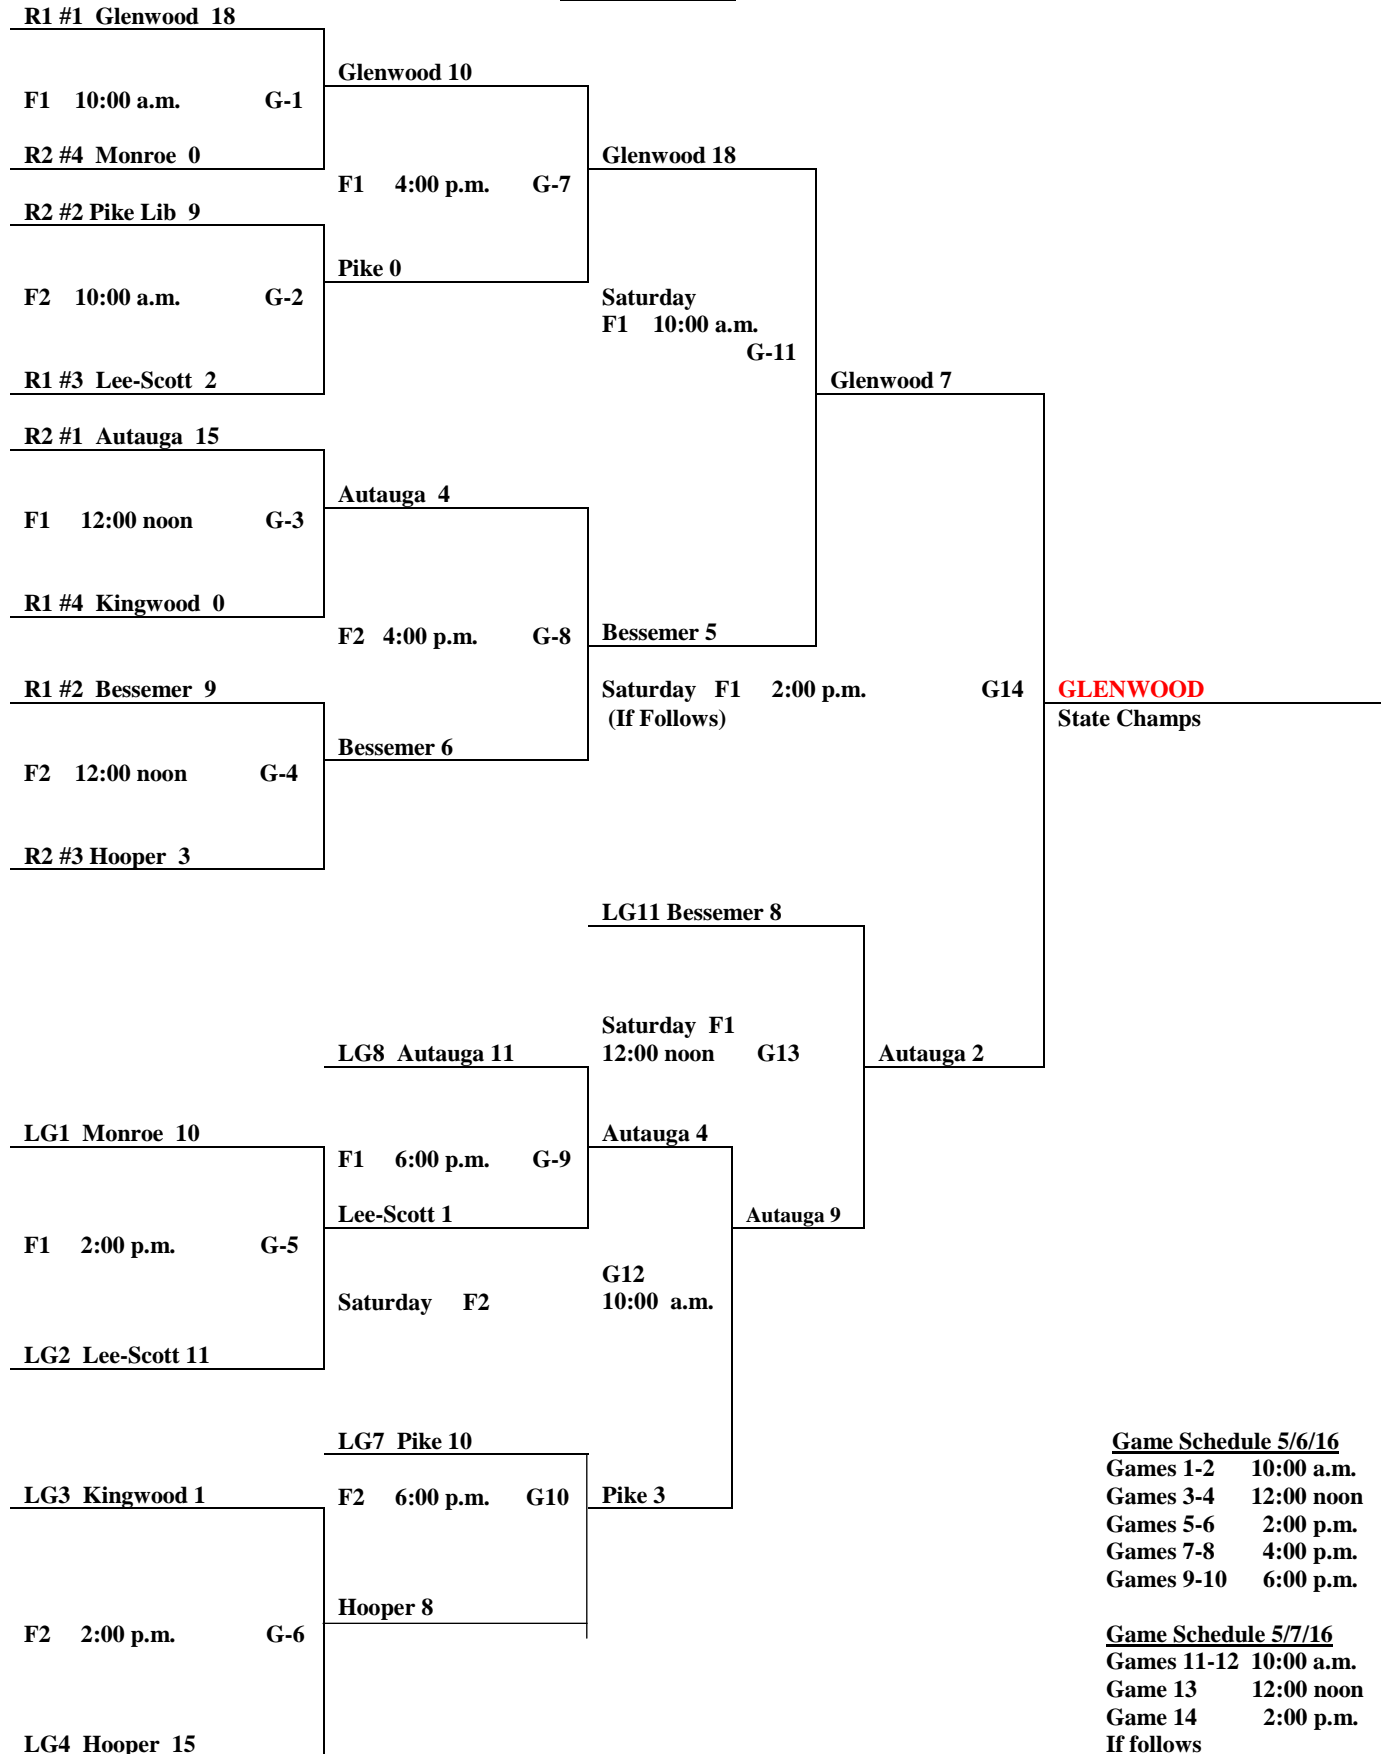 R1 #1 Glenwood 18
Glenwood 10
F1 10:00 a.m. G-1
R2 #4 Monroe 0
Glenwood 18
F1 4:00 p.m. G-7
R2 #2 Pike Lib 9
Pike 0
F2 10:00 a.m. G-2
Saturday
F1 10:00 a.m.
G-11
R1 #3 Lee-Scott 2
Glenwood 7
R2 #1 Autauga 15
Autauga 4
F1 12:00 noon G-3
R1 #4 Kingwood 0
F2 4:00 p.m. G-8
Bessemer 5
R1 #2 Bessemer 9
Saturday F1 2:00 p.m. G14
GLENWOOD
(If Follows)
State Champs
Bessemer 6
F2 12:00 noon G-4
R2 #3 Hooper 3
LG11 Bessemer 8
Saturday F1
12:00 noon G13
LG8 Autauga 11
Autauga 2
LG1 Monroe 10
Autauga 4
F1 6:00 p.m. G-9
Lee-Scott 1
Autauga 9
F1 2:00 p.m. G-5
G12
Saturday F2
10:00 a.m.
LG2 Lee-Scott 11
LG7 Pike 10
Game Schedule 5/6/16
Games 1-2 10:00 a.m.
LG3 Kingwood 1
F2 6:00 p.m. G10
Pike 3
Games 3-4 12:00 noon
Games 5-6 2:00 p.m.
Games 7-8 4:00 p.m.
Games 9-10 6:00 p.m.
Hooper 8
F2 2:00 p.m. G-6
Game Schedule 5/7/16
Games 11-12 10:00 a.m.
Game 13 12:00 noon
Game 14 2:00 p.m.
LG4 Hooper 15
If follows